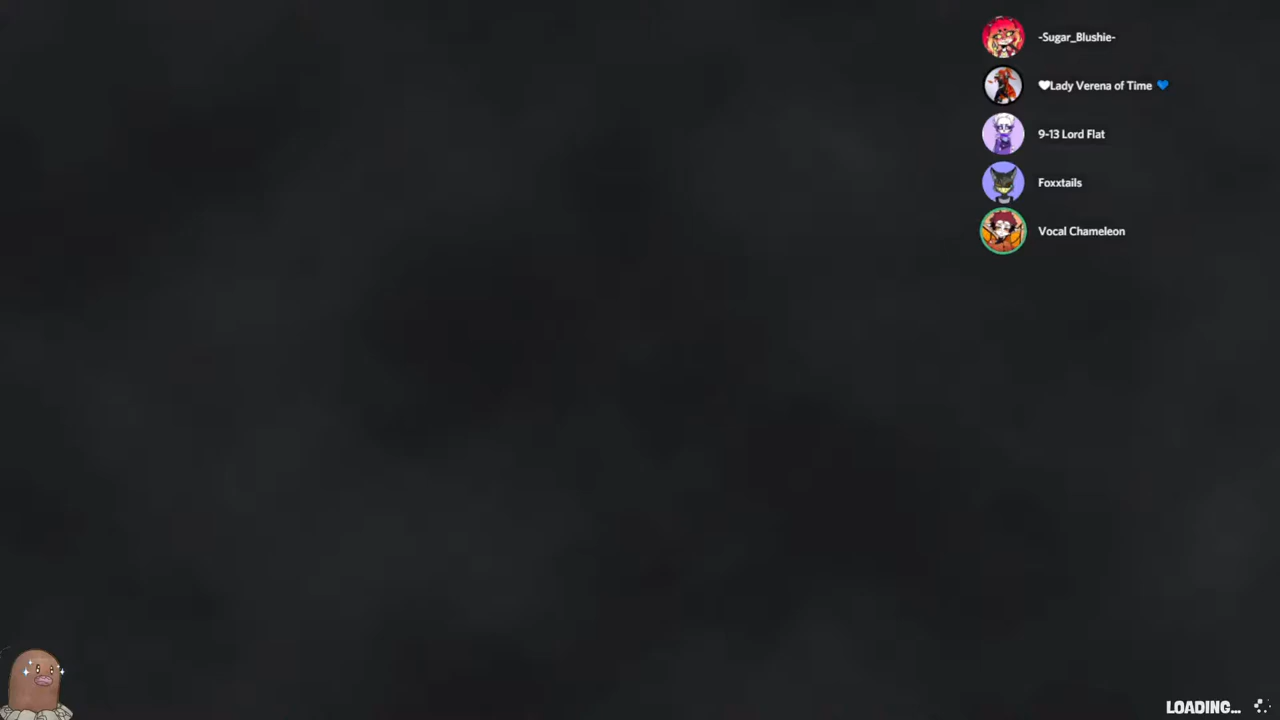 -Sugar_Blushie-
🤍Lady Verena of Time 💙
9-13 Lord Flat
Foxxtails
Vocal Chameleon
LOADING...